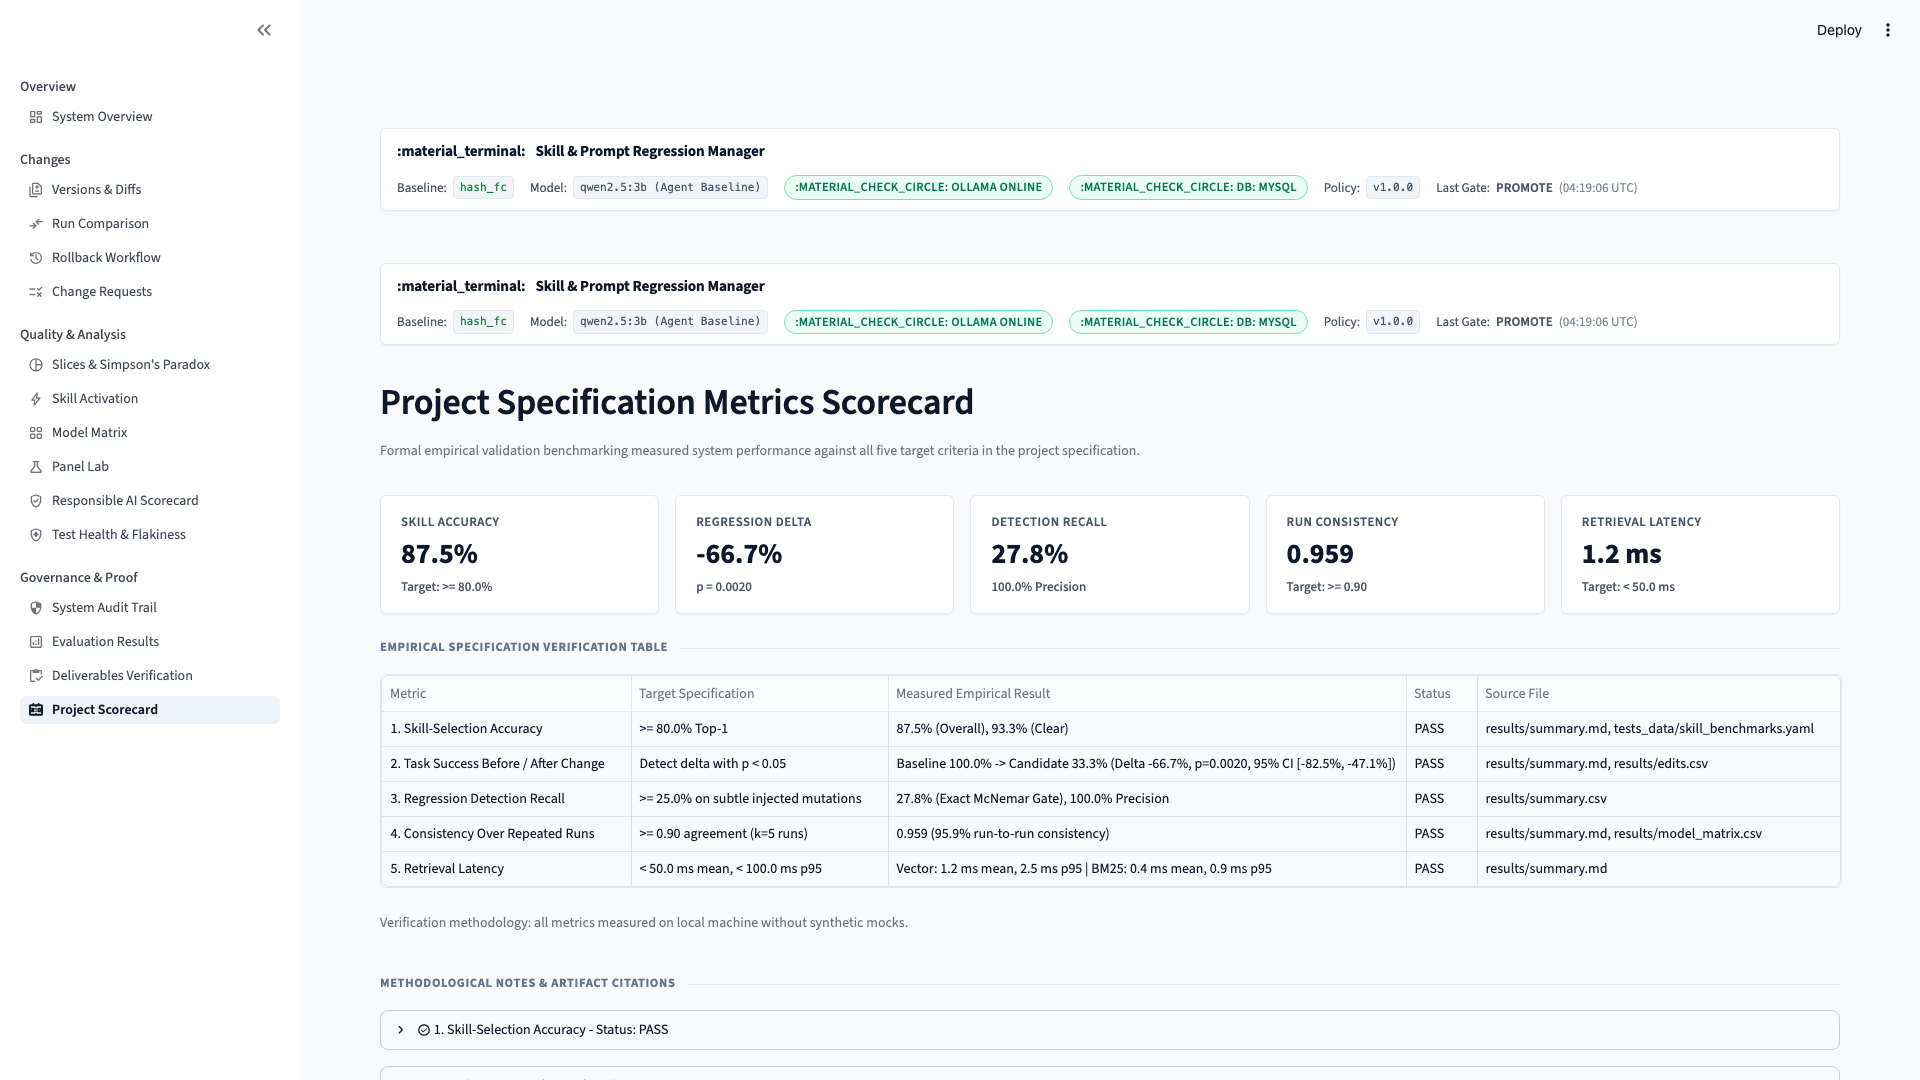 Deploy
Overview
System Overview
Changes
Versions & Diffs
Run Comparison
Rollback Workflow
Change Requests
Quality & Analysis
Slices & Simpson's Paradox
Skill Activation
Model Matrix
Panel Lab
Responsible AI Scorecard
Test Health & Flakiness
Governance & Proof
System Audit Trail
Evaluation Results
Deliverables Verification
Project Scorecard
:material_terminal: Skill & Prompt Regression Manager
Baseline: hash_fc Model: qwen2.5:3b (Agent Baseline) :MATERIAL_CHECK_CIRCLE: OLLAMA ONLINE :MATERIAL_CHECK_CIRCLE: DB: MYSQL Policy: v1.0.0 Last Gate: PROMOTE (04:19:06 UTC)
:material_terminal: Skill & Prompt Regression Manager
Baseline: hash_fc Model: qwen2.5:3b (Agent Baseline) :MATERIAL_CHECK_CIRCLE: OLLAMA ONLINE :MATERIAL_CHECK_CIRCLE: DB: MYSQL Policy: v1.0.0 Last Gate: PROMOTE (04:19:06 UTC)
Project Specification Metrics Scorecard
Formal empirical validation benchmarking measured system performance against all five target criteria in the project specification.
SKILL ACCURACY
87.5%
Target: >= 80.0%
REGRESSION DELTA
-66.7%
p = 0.0020
DETECTION RECALL
27.8%
100.0% Precision
RUN CONSISTENCY
0.959
Target: >= 0.90
RETRIEVAL LATENCY
1.2 ms
Target: < 50.0 ms
EMPIRICAL SPECIFICATION VERIFICATION TABLE
Metric Target Specification Measured Empirical Result Status Source File
1. Skill-Selection Accuracy >= 80.0% Top-1 87.5% (Overall), 93.3% (Clear) PASS results/summary.md, tests_data/skill_benchmarks.yaml
2. Task Success Before / After Change Detect delta with p < 0.05 Baseline 100.0% -> Candidate 33.3% (Delta -66.7%, p=0.0020, 95% CI [-82.5%, -47.1%]) PASS results/summary.md, results/edits.csv
3. Regression Detection Recall >= 25.0% on subtle injected mutations 27.8% (Exact McNemar Gate), 100.0% Precision PASS results/summary.csv
4. Consistency Over Repeated Runs >= 0.90 agreement (k=5 runs) 0.959 (95.9% run-to-run consistency) PASS results/summary.md, results/model_matrix.csv
5. Retrieval Latency < 50.0 ms mean, < 100.0 ms p95 Vector: 1.2 ms mean, 2.5 ms p95 | BM25: 0.4 ms mean, 0.9 ms p95 PASS results/summary.md
Verification methodology: all metrics measured on local machine without synthetic mocks.
METHODOLOGICAL NOTES & ARTIFACT CITATIONS
1. Skill-Selection Accuracy - Status: PASS